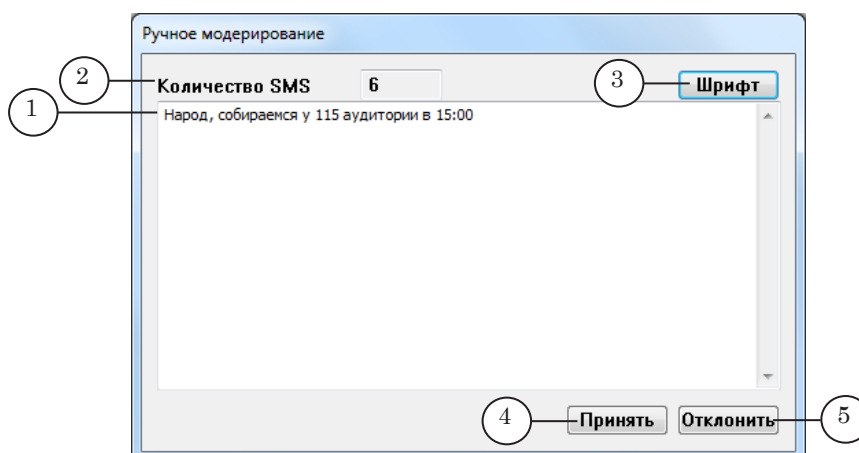 Ручное модерирование
2 Количество SMS 6 3 Шрифт
1 Народ, собираемся у 115 аудитории в 15:00
4 Принять Отклонить 5